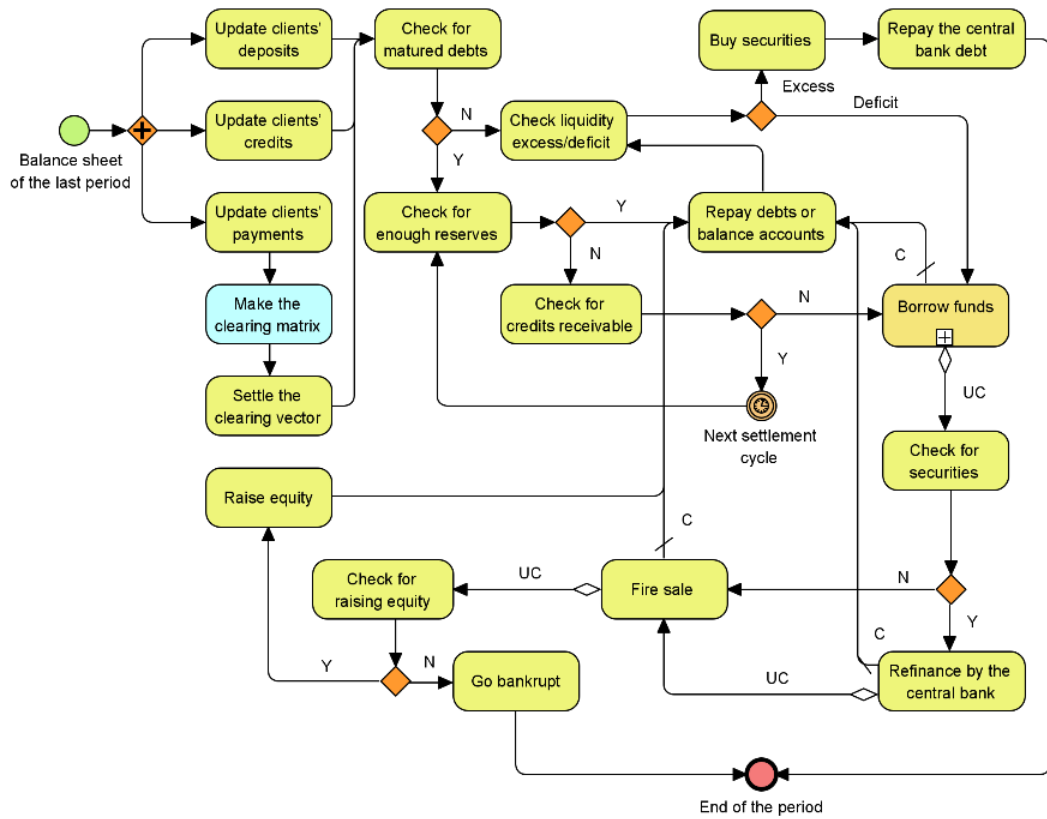 Update clients'
deposits
Check for
matured debts
Buy securities
Repay the central
bank debt
Excess
Deficit
N
Update clients'
credits
Check liquidity
excess/deficit
Balance sheet
of the last period
Y
Update clients'
payments
Check for
enough reserves
Y
Repay debts or
balance accounts
N
C
Make the
clearing matrix
Check for
credits receivable
N
Borrow funds
Y
UC
Settle the
clearing vector
Next settlement
cycle
Check for
securities
Raise equity
C
Check for
raising equity
UC
Fire sale
N
Y
C
Y
N
Go bankrupt
UC
Refinance by the
central bank
End of the period